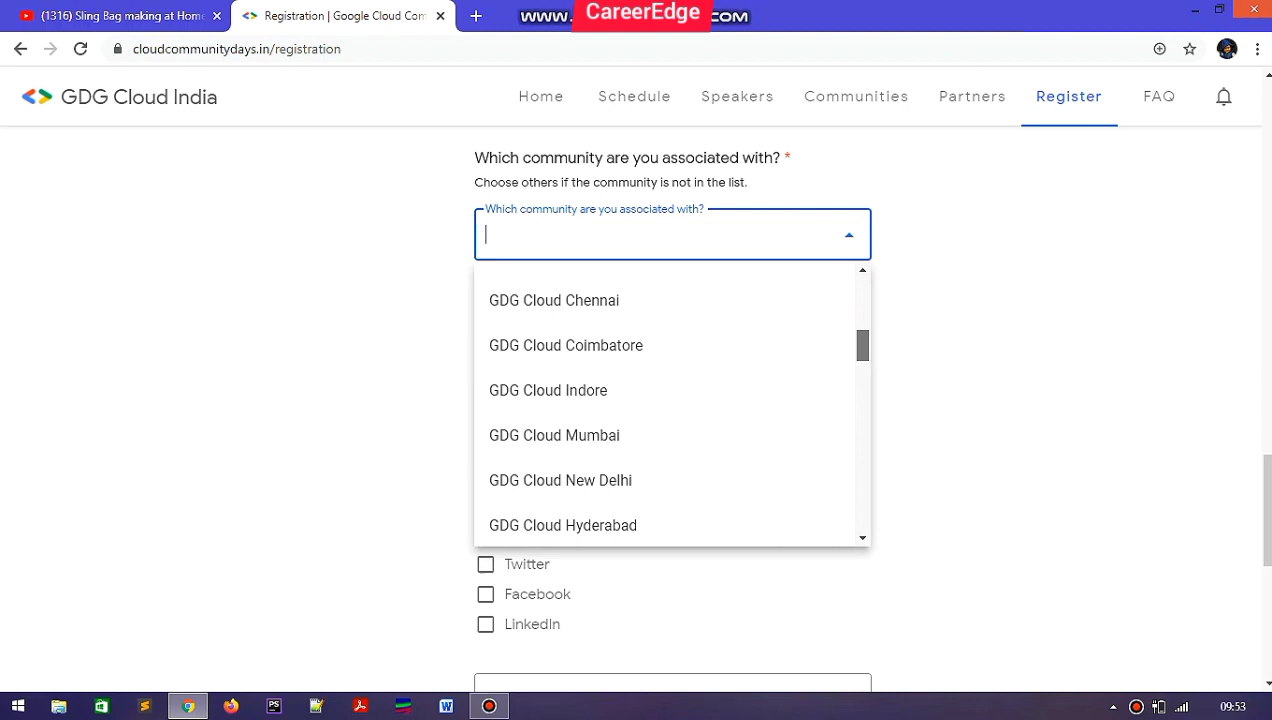 (1316) Sling Bag making at Home
Registration | Google Cloud Com
www.
CareerEdge
.COM
cloudcommunitydays.in/registration
GDG Cloud India
Home
Schedule
Speakers
Communities
Partners
Register
FAQ
Which community are you associated with? *
Choose others if the community is not in the list.
Which community are you associated with?
GDG Cloud Chennai
GDG Cloud Coimbatore
GDG Cloud Indore
GDG Cloud Mumbai
GDG Cloud New Delhi
GDG Cloud Hyderabad
Twitter
Facebook
LinkedIn
PS
W
09:53